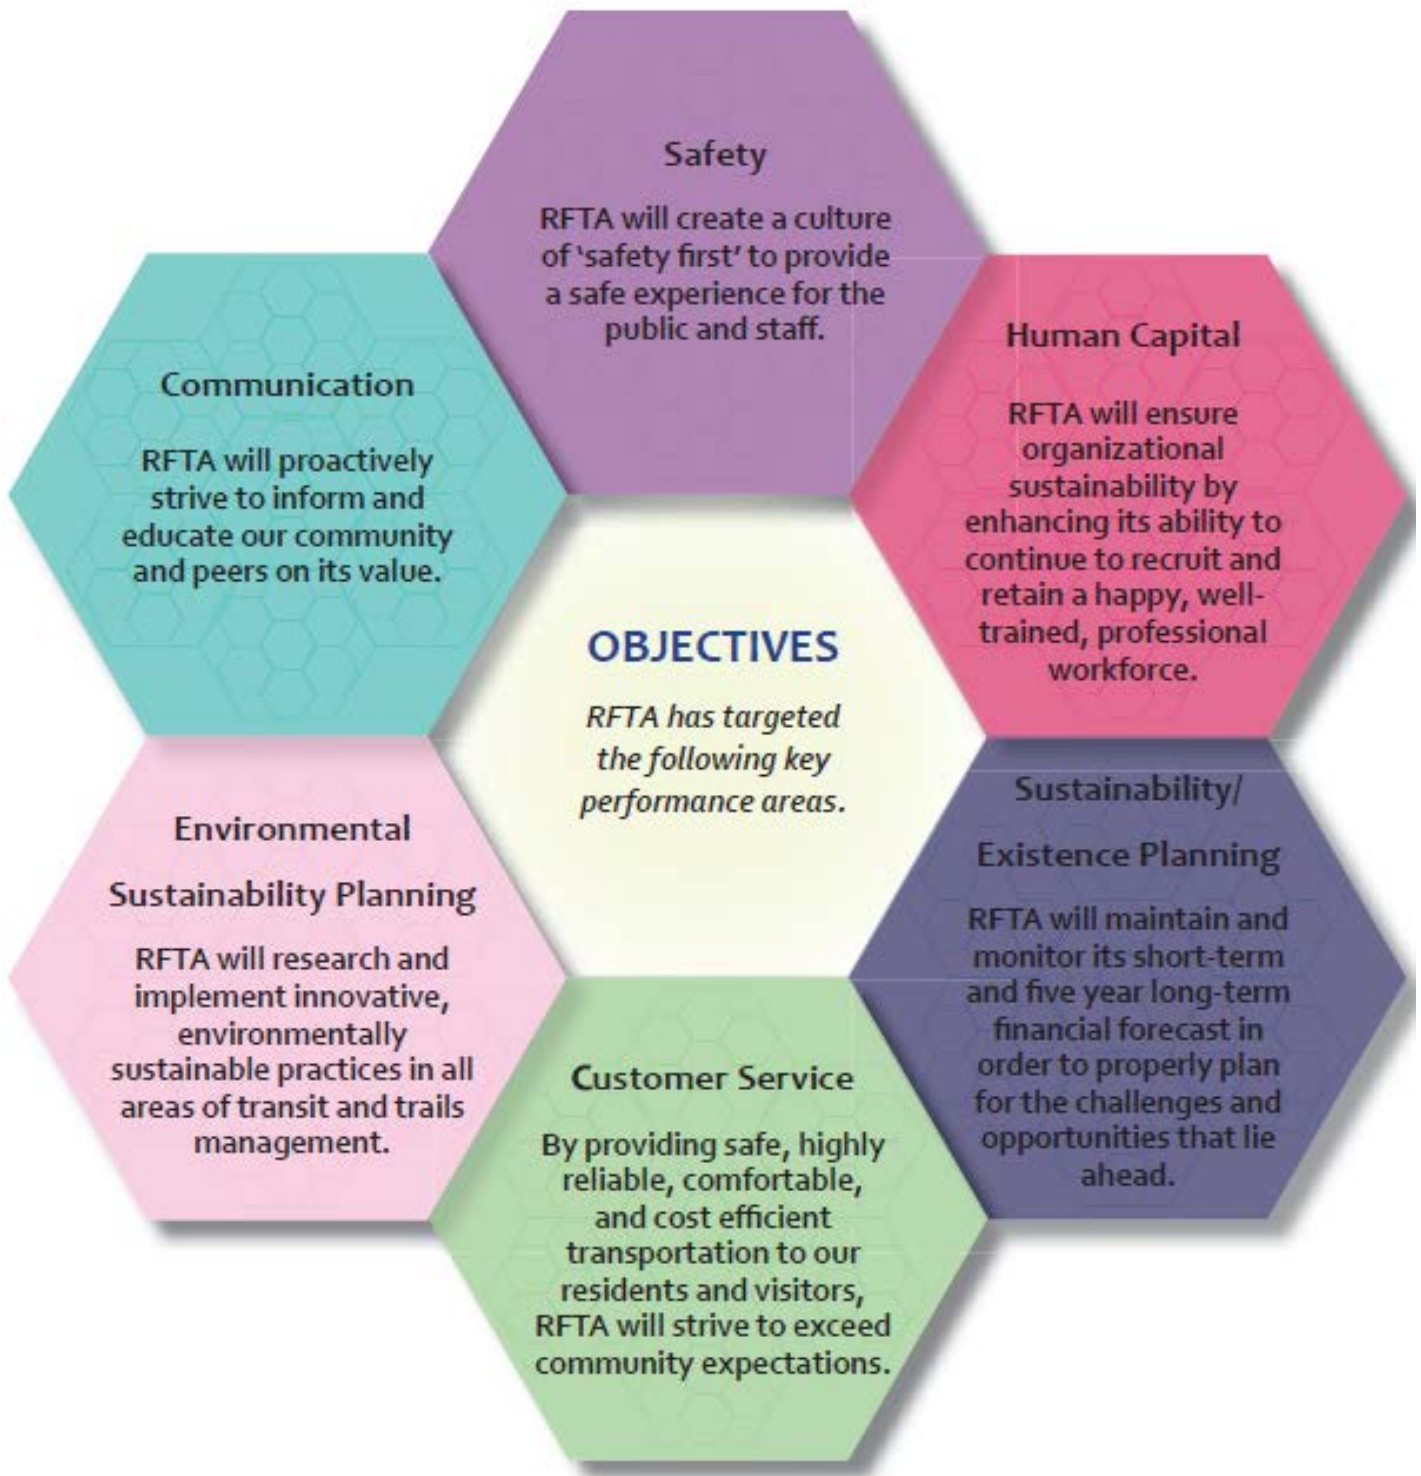 Safety
RFTA will create a culture
of ‘safety first’ to provide
a safe experience for the
public and staff.
Human Capital
RFTA will ensure
organizational
sustainability by
enhancing its ability to
continue to recruit and
retain a happy, well-
trained, professional
workforce.
Sustainability/
Existence Planning
RFTA will maintain and
monitor its short-term
and five year long-term
financial forecast in
order to properly plan
for the challenges and
opportunities that lie
ahead.
Customer Service
By providing safe, highly
reliable, comfortable,
and cost efficient
transportation to our
residents and visitors,
RFTA will strive to exceed
community expectations.
Environmental
Sustainability Planning
RFTA will research and
implement innovative,
environmentally
sustainable practices in all
areas of transit and trails
management.
Communication
RFTA will proactively
strive to inform and
educate our community
and peers on its value.
OBJECTIVES
RFTA has targeted
the following key
performance areas.